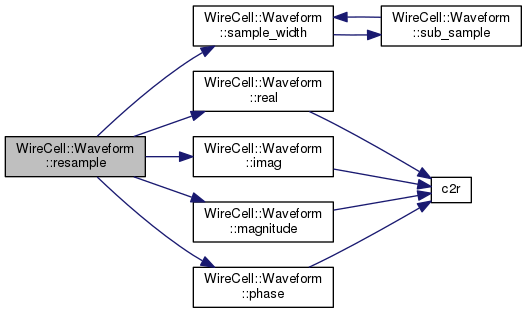 WireCell::Waveform
::sample_width
WireCell::Waveform
::sub_sample
WireCell::Waveform
::real
WireCell::Waveform
::resample
WireCell::Waveform
::imag
c2r
WireCell::Waveform
::magnitude
WireCell::Waveform
::phase